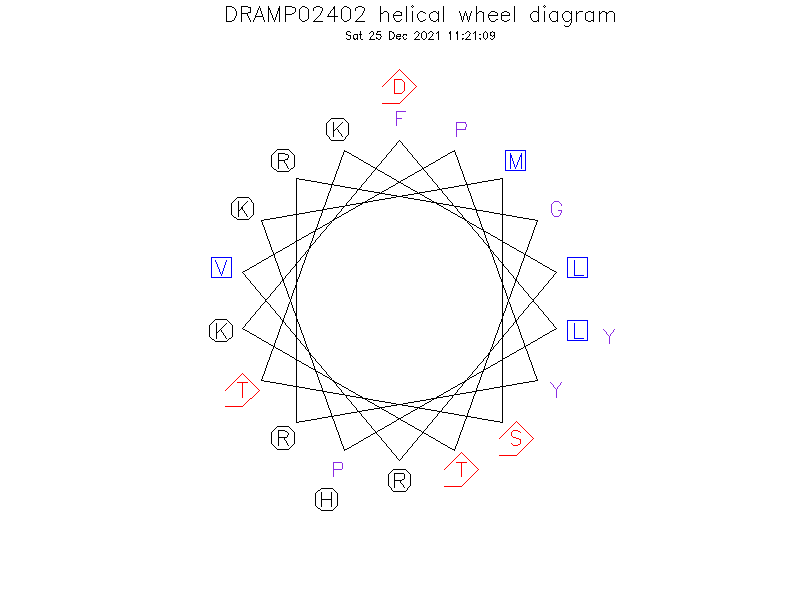 DRAMP02402 helical wheel diagram
Sat 25 Dec 2021 11:21:09
D
F
K P
R M
K G
V L
K L Y
T Y
R S
P R T
H